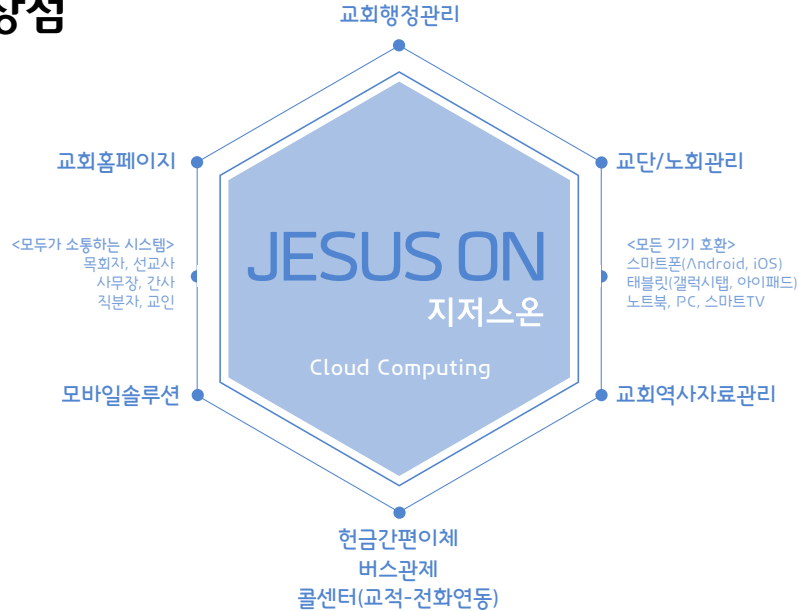 장점
교회행정관리
교회홈페이지
교단/노회관리
<모두가 소통하는 시스템>
목회자, 선교사
사무장, 간사
직분자, 교인
<모든 기기 호환>
스마트폰(Android, iOS)
태블릿(갤럭시탭, 아이패드)
노트북, PC, 스마트TV
JESUS ON
지저스온
Cloud Computing
모바일솔루션
교회역사자료관리
헌금간편이체
버스관제
콜센터(교적-전화연동)